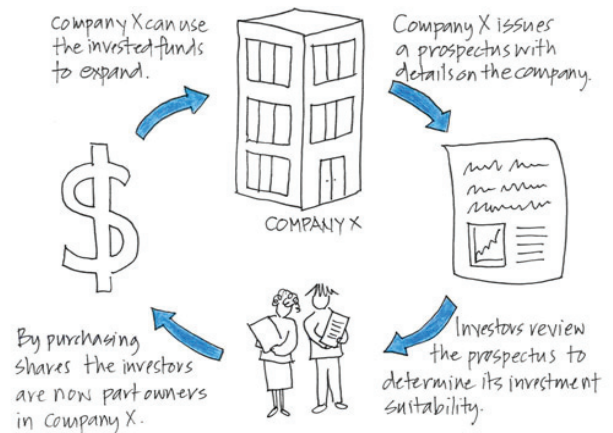 Company X can use
the invested funds
to expand.
Company X issues
a prospectus with
details on the company.
COMPANY X
Investors review
the prospectus to
determine its investment
suitability.
By purchasing
shares the investors
are now part owners
in Company X.